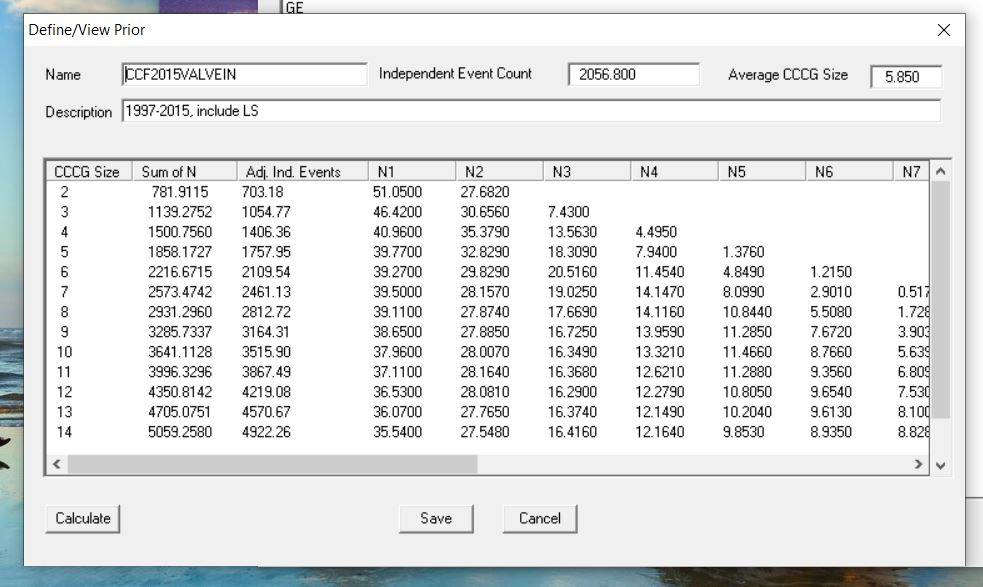 GE
Define/View Prior
Name CCF2015VALVEIN Independent Event Count 2056.800 Average CCCG Size 5.850
Description 1997-2015, include LS
CCCG Size Sum of N Adj. Ind. Events N1 N2 N3 N4 N5 N6 N7
2 781.9115 703.18 51.0500 27.6820
3 1139.2752 1054.77 46.4200 30.6560 7.4300
4 1500.7560 1406.36 40.9600 35.3790 13.5630 4.4950
5 1858.1727 1757.95 39.7700 32.8290 18.3090 7.9400 1.3760
6 2216.6715 2109.54 39.2700 29.8290 20.5160 11.4540 4.8490 1.2150
7 2573.4742 2461.13 39.5000 28.1570 19.0250 14.1470 8.0990 2.9010 0.517
8 2931.2960 2812.72 39.1100 27.8740 17.6690 14.1160 10.8440 5.5080 1.728
9 3285.7337 3164.31 38.6500 27.8850 16.7250 13.9590 11.2850 7.6720 3.903
10 3641.1128 3515.90 37.9600 28.0070 16.3490 13.3210 11.4660 8.7660 5.639
11 3996.3296 3867.49 37.1100 28.1640 16.3680 12.6210 11.2880 9.3560 6.809
12 4350.8142 4219.08 36.5300 28.0810 16.2900 12.2790 10.8050 9.6540 7.530
13 4705.0751 4570.67 36.0700 27.7650 16.3740 12.1490 10.2040 9.6130 8.100
14 5059.2580 4922.26 35.5400 27.5480 16.4160 12.1640 9.8530 8.9350 8.828
Calculate Save Cancel